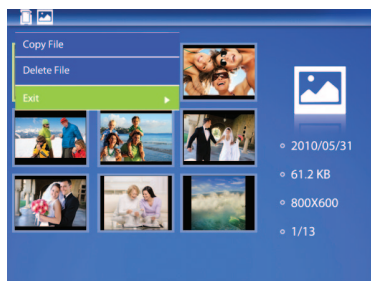 Copy File
Delete File
Exit
2010/05/31
61.2 KB
800X600
1/13